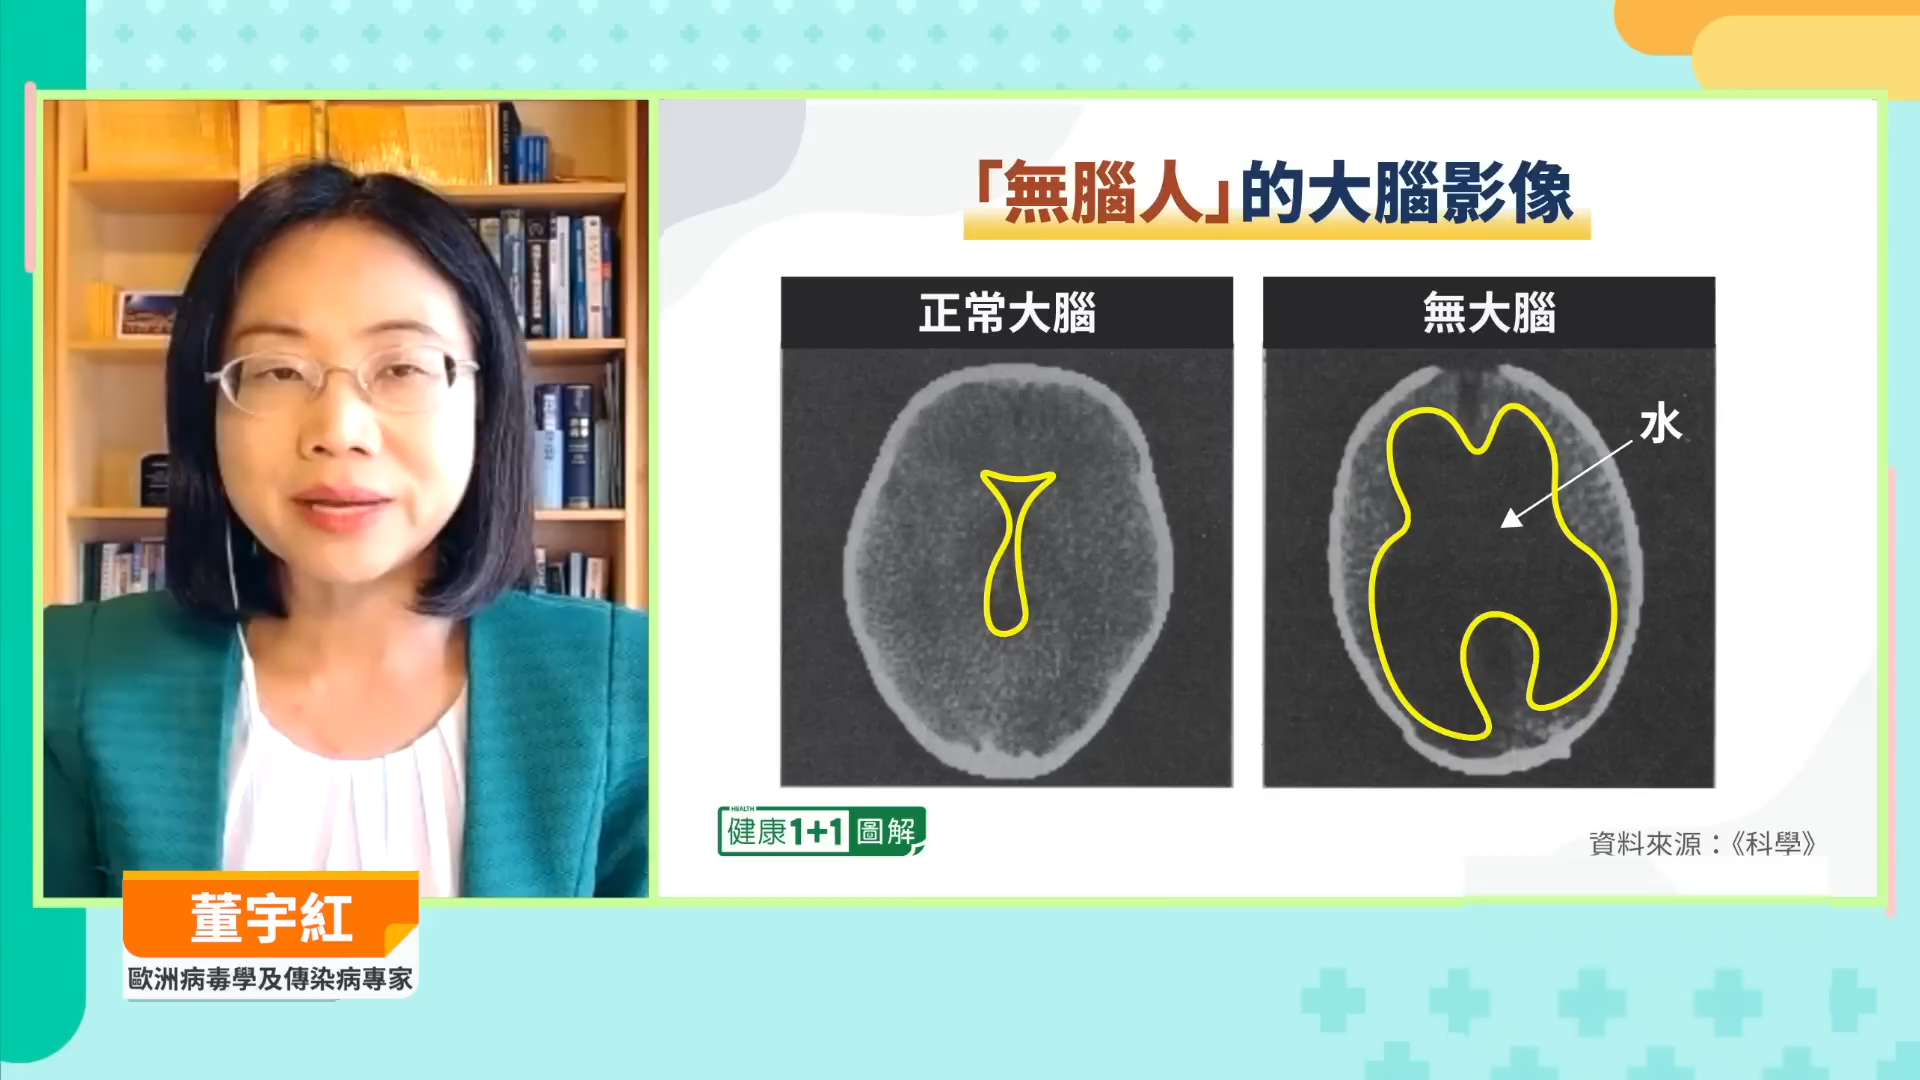 「無腦人」的大腦影像
正常大腦
無大腦
水
HEALTH
健康1+1圖解
資料來源：《科學》
董宇紅
歐洲病毒學及傳染病專家